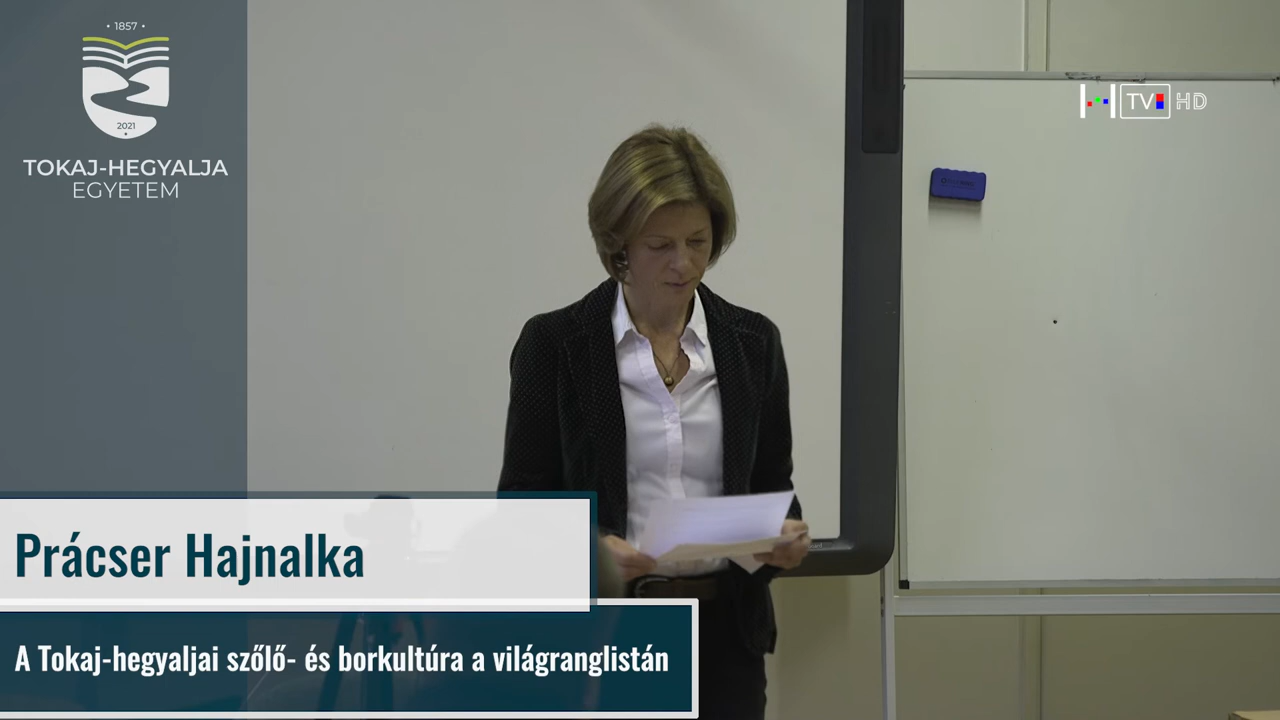 • 1857 •
2021
TOKAJ-HEGYALJA
EGYETEM
H TV HD
Prácser Hajnalka
A Tokaj-hegyaljai szőlő- és borkultúra a világranglistán